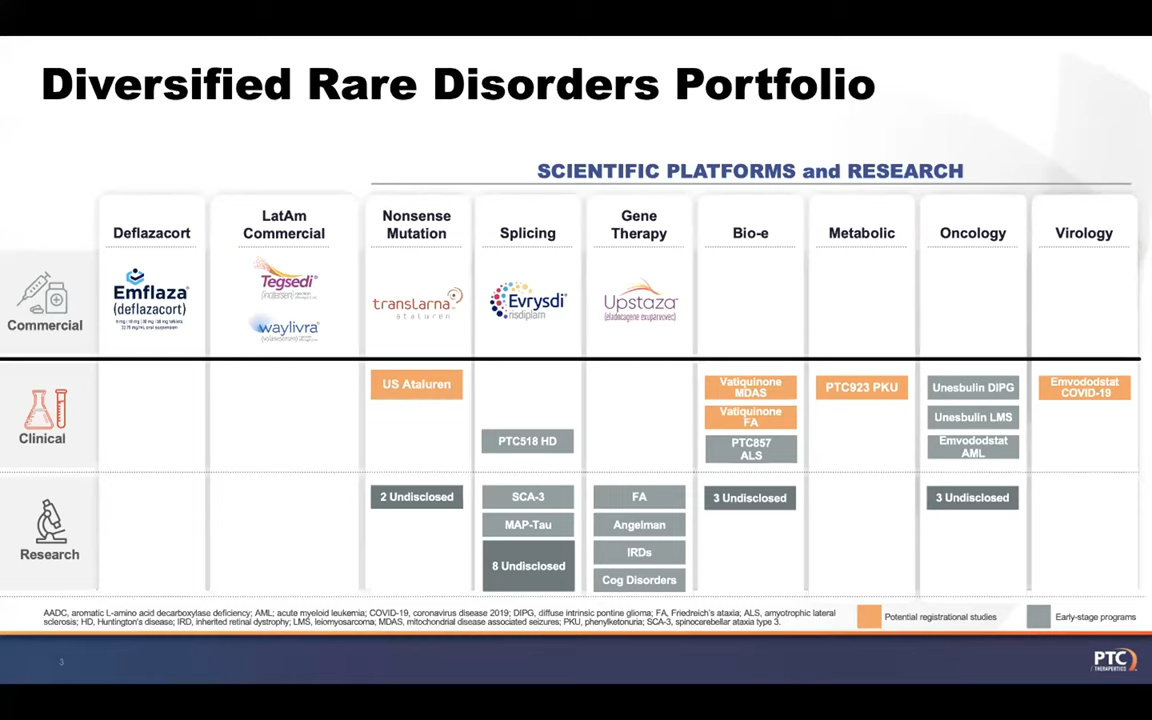 Diversified Rare Disorders Portfolio
SCIENTIFIC PLATFORMS and RESEARCH
Deflazacort
LatAm
Commercial
Nonsense
Mutation
Splicing
Gene
Therapy
Bio-e
Metabolic
Oncology
Virology
Commercial
Emflaza
(deflazacort)
Tegsedi
waylivra
translarna
ataluren
Evrysdi
risdiplam
Upstaza
(eladocagene exuparvovec)
Clinical
US Ataluren
PTC518 HD
Vatiquinone
MDAS
Vatiquinone
FA
PTC857
ALS
PTC923 PKU
Unesbulin DIPG
Unesbulin LMS
Emvododstat
AML
Emvododstat
COVID-19
Research
2 Undisclosed
SCA-3
MAP-Tau
8 Undisclosed
FA
Angelman
IRDs
Cog Disorders
3 Undisclosed
3 Undisclosed
AADC, aromatic L-amino acid decarboxylase deficiency; AML; acute myeloid leukemia; COVID-19, coronavirus disease 2019; DIPG, diffuse intrinsic pontine glioma; FA, Friedreich's ataxia; ALS, amyotrophic lateral
sclerosis; HD, Huntington's disease; IRD, inherited retinal dystrophy; LMS, leiomyosarcoma; MDAS, mitochondrial disease associated seizures; PKU, phenylketonuria; SCA-3, spinocerebellar ataxia type 3.
Potential registrational studies
Early-stage programs
3
PTC
THERAPEUTICS